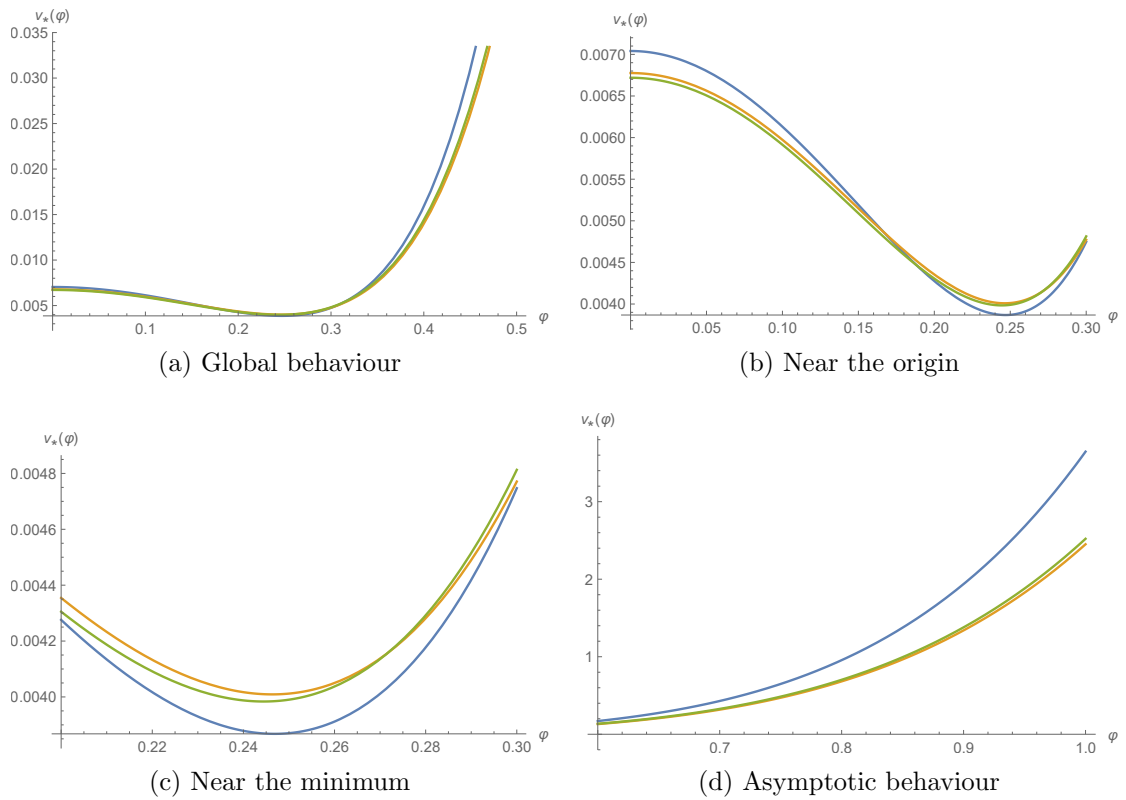 v*(φ)
0.035
0.030
0.025
0.020
0.015
0.010
0.005
0.1 0.2 0.3 0.4 0.5 φ
(a) Global behaviour
v*(φ)
0.0070
0.0065
0.0060
0.0055
0.0050
0.0045
0.0040
0.05 0.10 0.15 0.20 0.25 0.30 φ
(b) Near the origin
v*(φ)
0.0048
0.0046
0.0044
0.0042
0.0040
0.22 0.24 0.26 0.28 0.30 φ
(c) Near the minimum
v*(φ)
3
2
1
0.7 0.8 0.9 1.0 φ
(d) Asymptotic behaviour